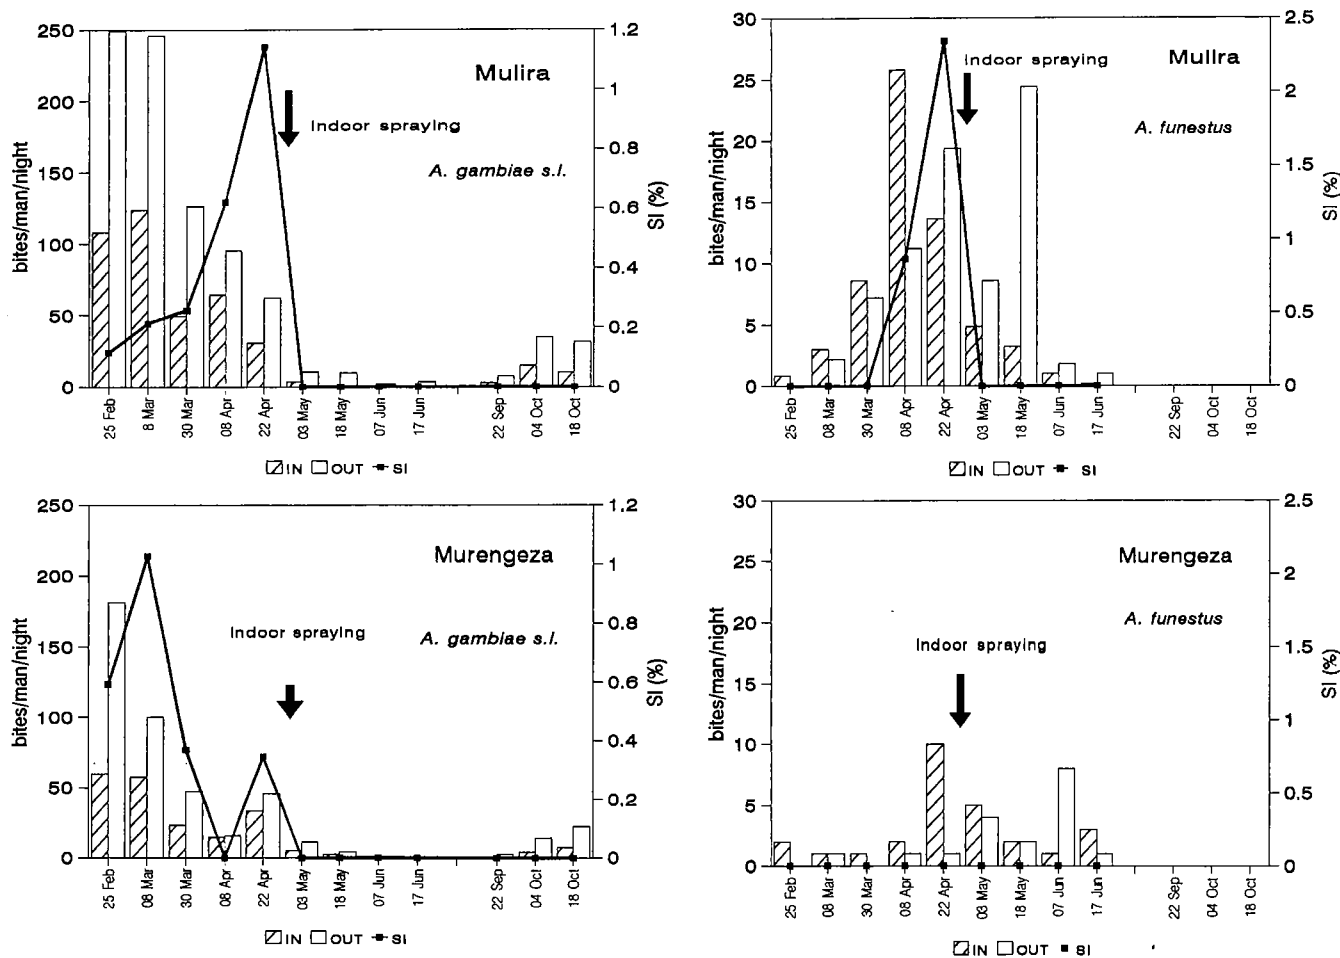 250
200
150
100
50
0
bites/man/night
1.2
1
0.8
0.6
0.4
0.2
0
SI (%)
Mulira
Indoor spraying
A. gambiae s.l.
25 Feb
8 Mar
30 Mar
08 Apr
22 Apr
03 May
18 May
07 Jun
17 Jun
22 Sep
04 Oct
18 Oct
IN OUT SI
30
25
20
15
10
5
0
bites/man/night
2.5
2
1.5
1
0.5
0
SI (%)
Mulira
Indoor spraying
A. funestus
25 Feb
08 Mar
30 Mar
08 Apr
22 Apr
03 May
18 May
07 Jun
17 Jun
22 Sep
04 Oct
18 Oct
IN OUT SI
250
200
150
100
50
0
bites/man/night
1.2
1
0.8
0.6
0.4
0.2
0
SI (%)
Murengeza
Indoor spraying
A. gambiae s.l.
25 Feb
08 Mar
30 Mar
08 Apr
22 Apr
03 May
18 May
07 Jun
17 Jun
22 Sep
04 Oct
18 Oct
IN OUT SI
30
25
20
15
10
5
0
bites/man/night
2.5
2
1.5
1
0.5
0
SI (%)
Murengeza
A. funestus
Indoor spraying
25 Feb
08 Mar
30 Mar
08 Apr
22 Apr
03 May
18 May
07 Jun
17 Jun
22 Sep
04 Oct
18 Oct
IN OUT SI